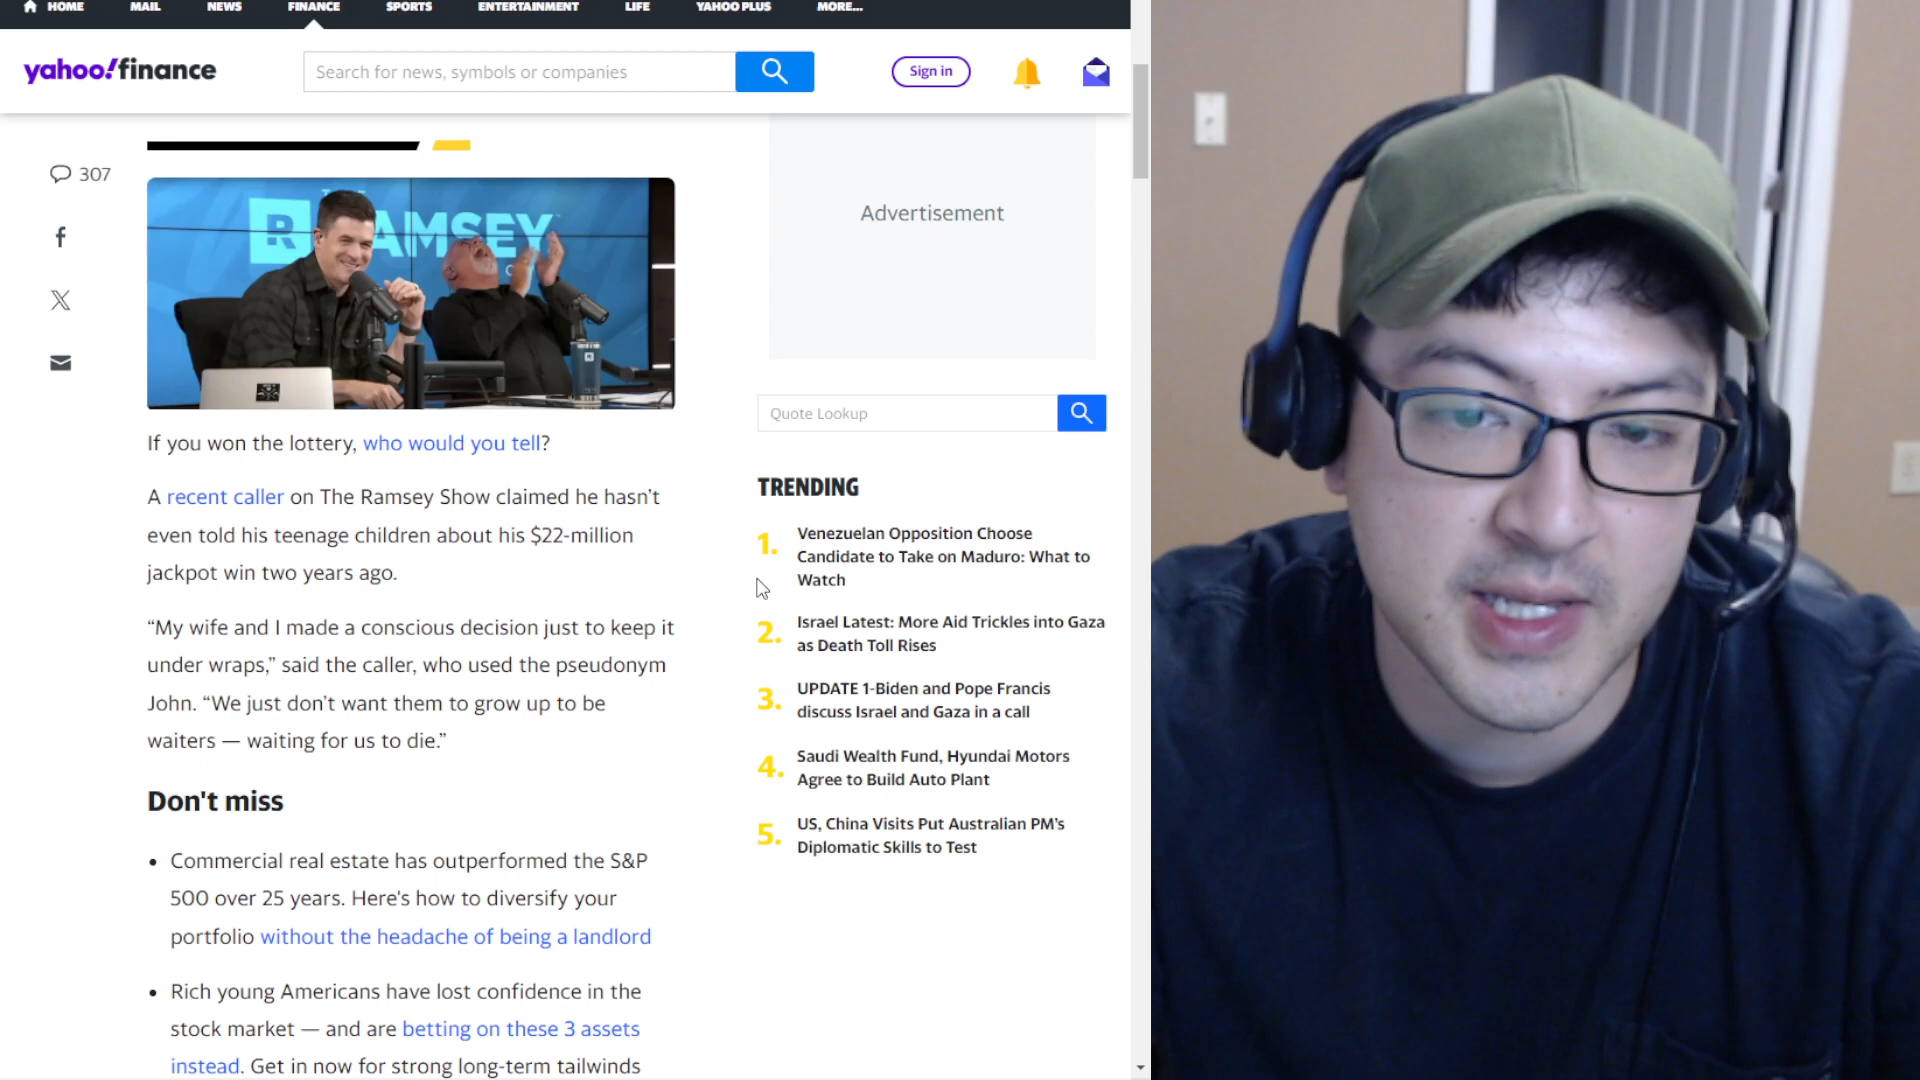 HOME MAIL NEWS FINANCE SPORTS ENTERTAINMENT LIFE YAHOO PLUS MORE...
yahoo!finance
Search for news, symbols or companies
Sign in
307
RAMSEY
R
If you won the lottery, who would you tell?
A recent caller on The Ramsey Show claimed he hasn’t
even told his teenage children about his $22-million
jackpot win two years ago.
“My wife and I made a conscious decision just to keep it
under wraps,” said the caller, who used the pseudonym
John. “We just don’t want them to grow up to be
waiters — waiting for us to die.”
Don't miss
• Commercial real estate has outperformed the S&P
500 over 25 years. Here's how to diversify your
portfolio without the headache of being a landlord
• Rich young Americans have lost confidence in the
stock market — and are betting on these 3 assets
instead. Get in now for strong long-term tailwinds
Advertisement
Quote Lookup
TRENDING
1. Venezuelan Opposition Choose
Candidate to Take on Maduro: What to
Watch
2. Israel Latest: More Aid Trickles into Gaza
as Death Toll Rises
3. UPDATE 1-Biden and Pope Francis
discuss Israel and Gaza in a call
4. Saudi Wealth Fund, Hyundai Motors
Agree to Build Auto Plant
5. US, China Visits Put Australian PM’s
Diplomatic Skills to Test